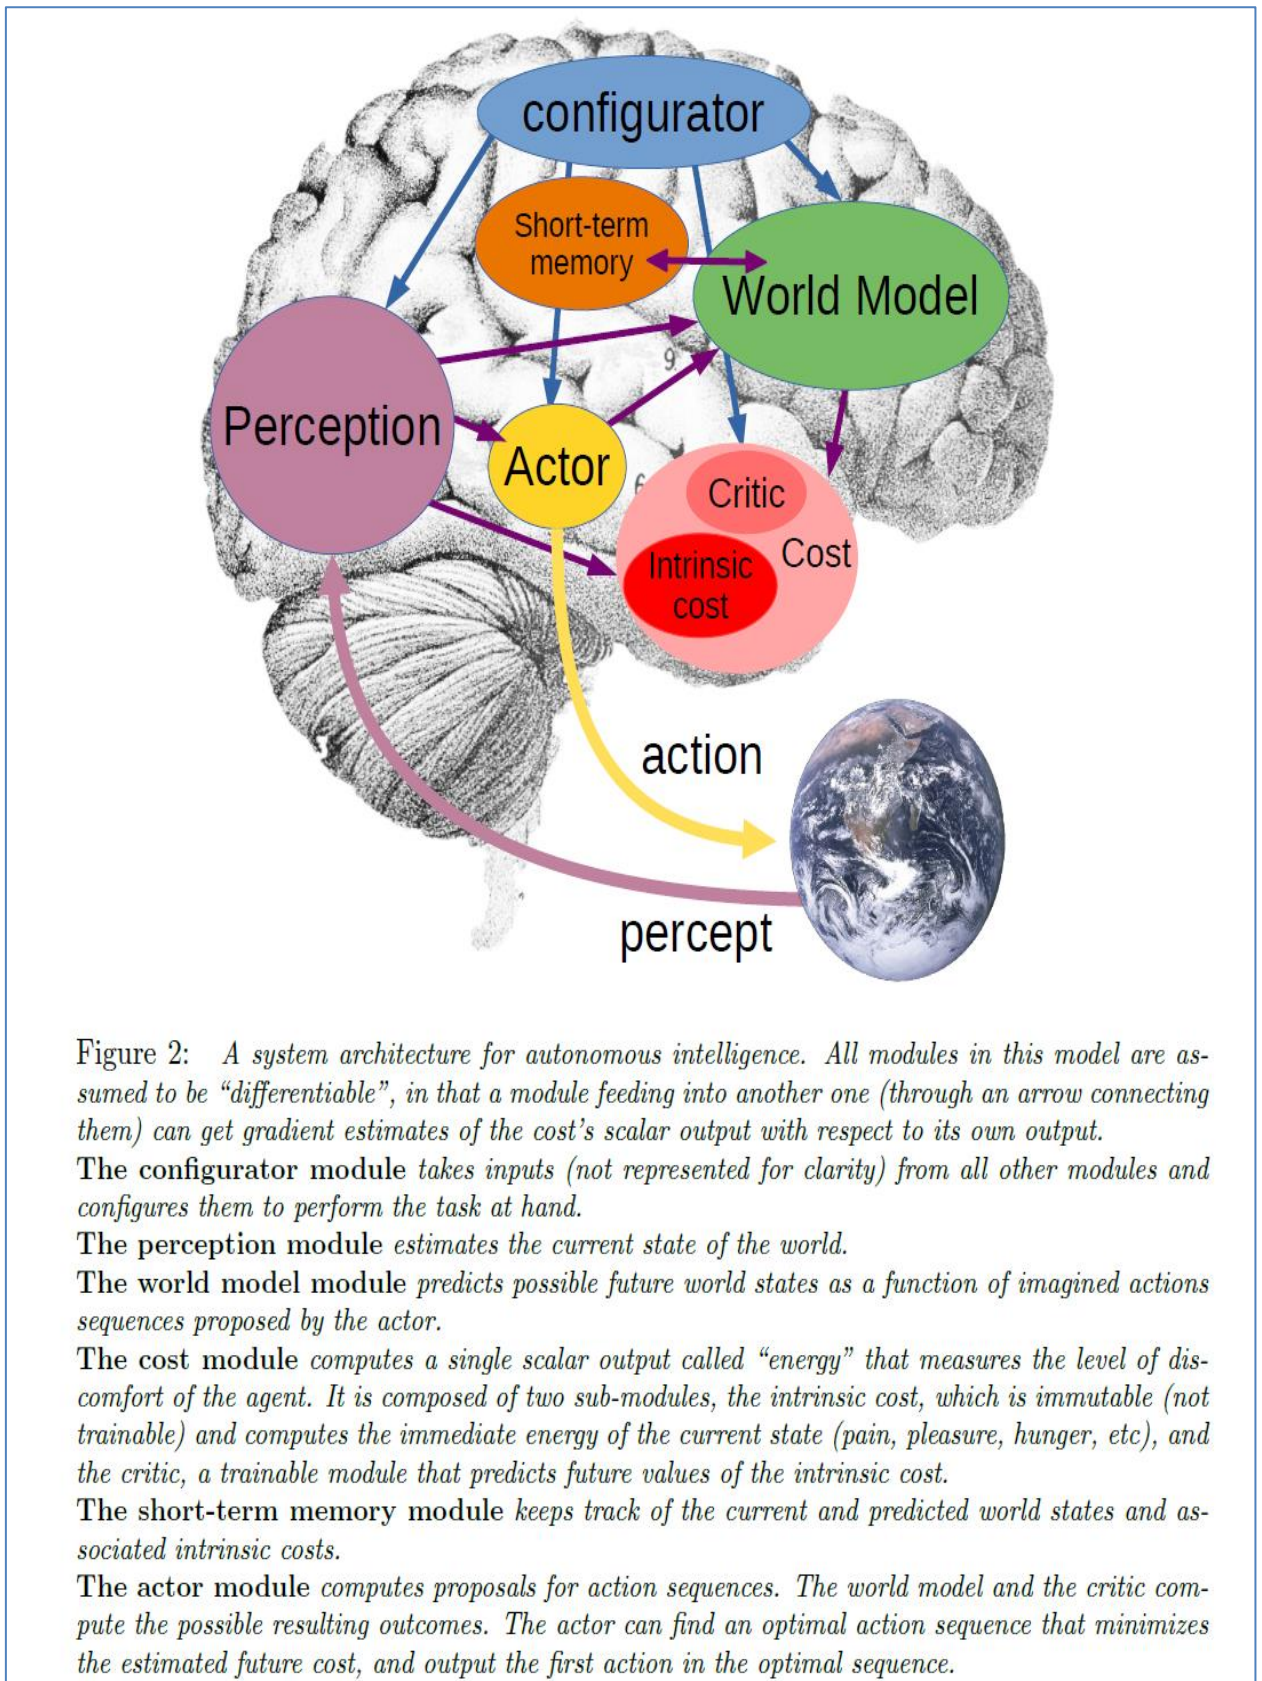 configurator
Short-term
memory
World Model
9
Perception
Actor
6
Critic
Cost
Intrinsic
cost
action
percept
Figure 2: A system architecture for autonomous intelligence. All modules in this model are as-
sumed to be “differentiable”, in that a module feeding into another one (through an arrow connecting
them) can get gradient estimates of the cost’s scalar output with respect to its own output.
The configurator module takes inputs (not represented for clarity) from all other modules and
configures them to perform the task at hand.
The perception module estimates the current state of the world.
The world model module predicts possible future world states as a function of imagined actions
sequences proposed by the actor.
The cost module computes a single scalar output called “energy” that measures the level of dis-
comfort of the agent. It is composed of two sub-modules, the intrinsic cost, which is immutable (not
trainable) and computes the immediate energy of the current state (pain, pleasure, hunger, etc), and
the critic, a trainable module that predicts future values of the intrinsic cost.
The short-term memory module keeps track of the current and predicted world states and as-
sociated intrinsic costs.
The actor module computes proposals for action sequences. The world model and the critic com-
pute the possible resulting outcomes. The actor can find an optimal action sequence that minimizes
the estimated future cost, and output the first action in the optimal sequence.